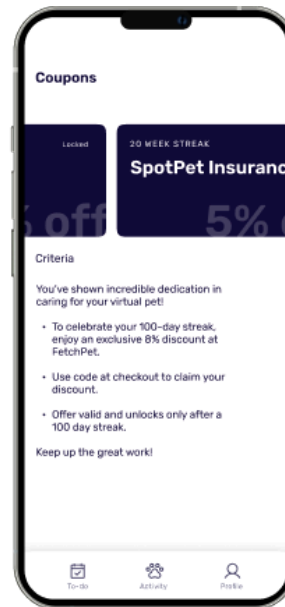 Coupons
Locked
% off
20 WEEK STREAK
SpotPet Insuranc
5% o
Criteria
You've shown incredible dedication in
caring for your virtual pet!
• To celebrate your 100-day streak,
enjoy an exclusive 8% discount at
FetchPet.
• Use code at checkout to claim your
discount.
• Offer valid and unlocks only after a
100 day streak.
Keep up the great work!
To-do
Activity
Profile